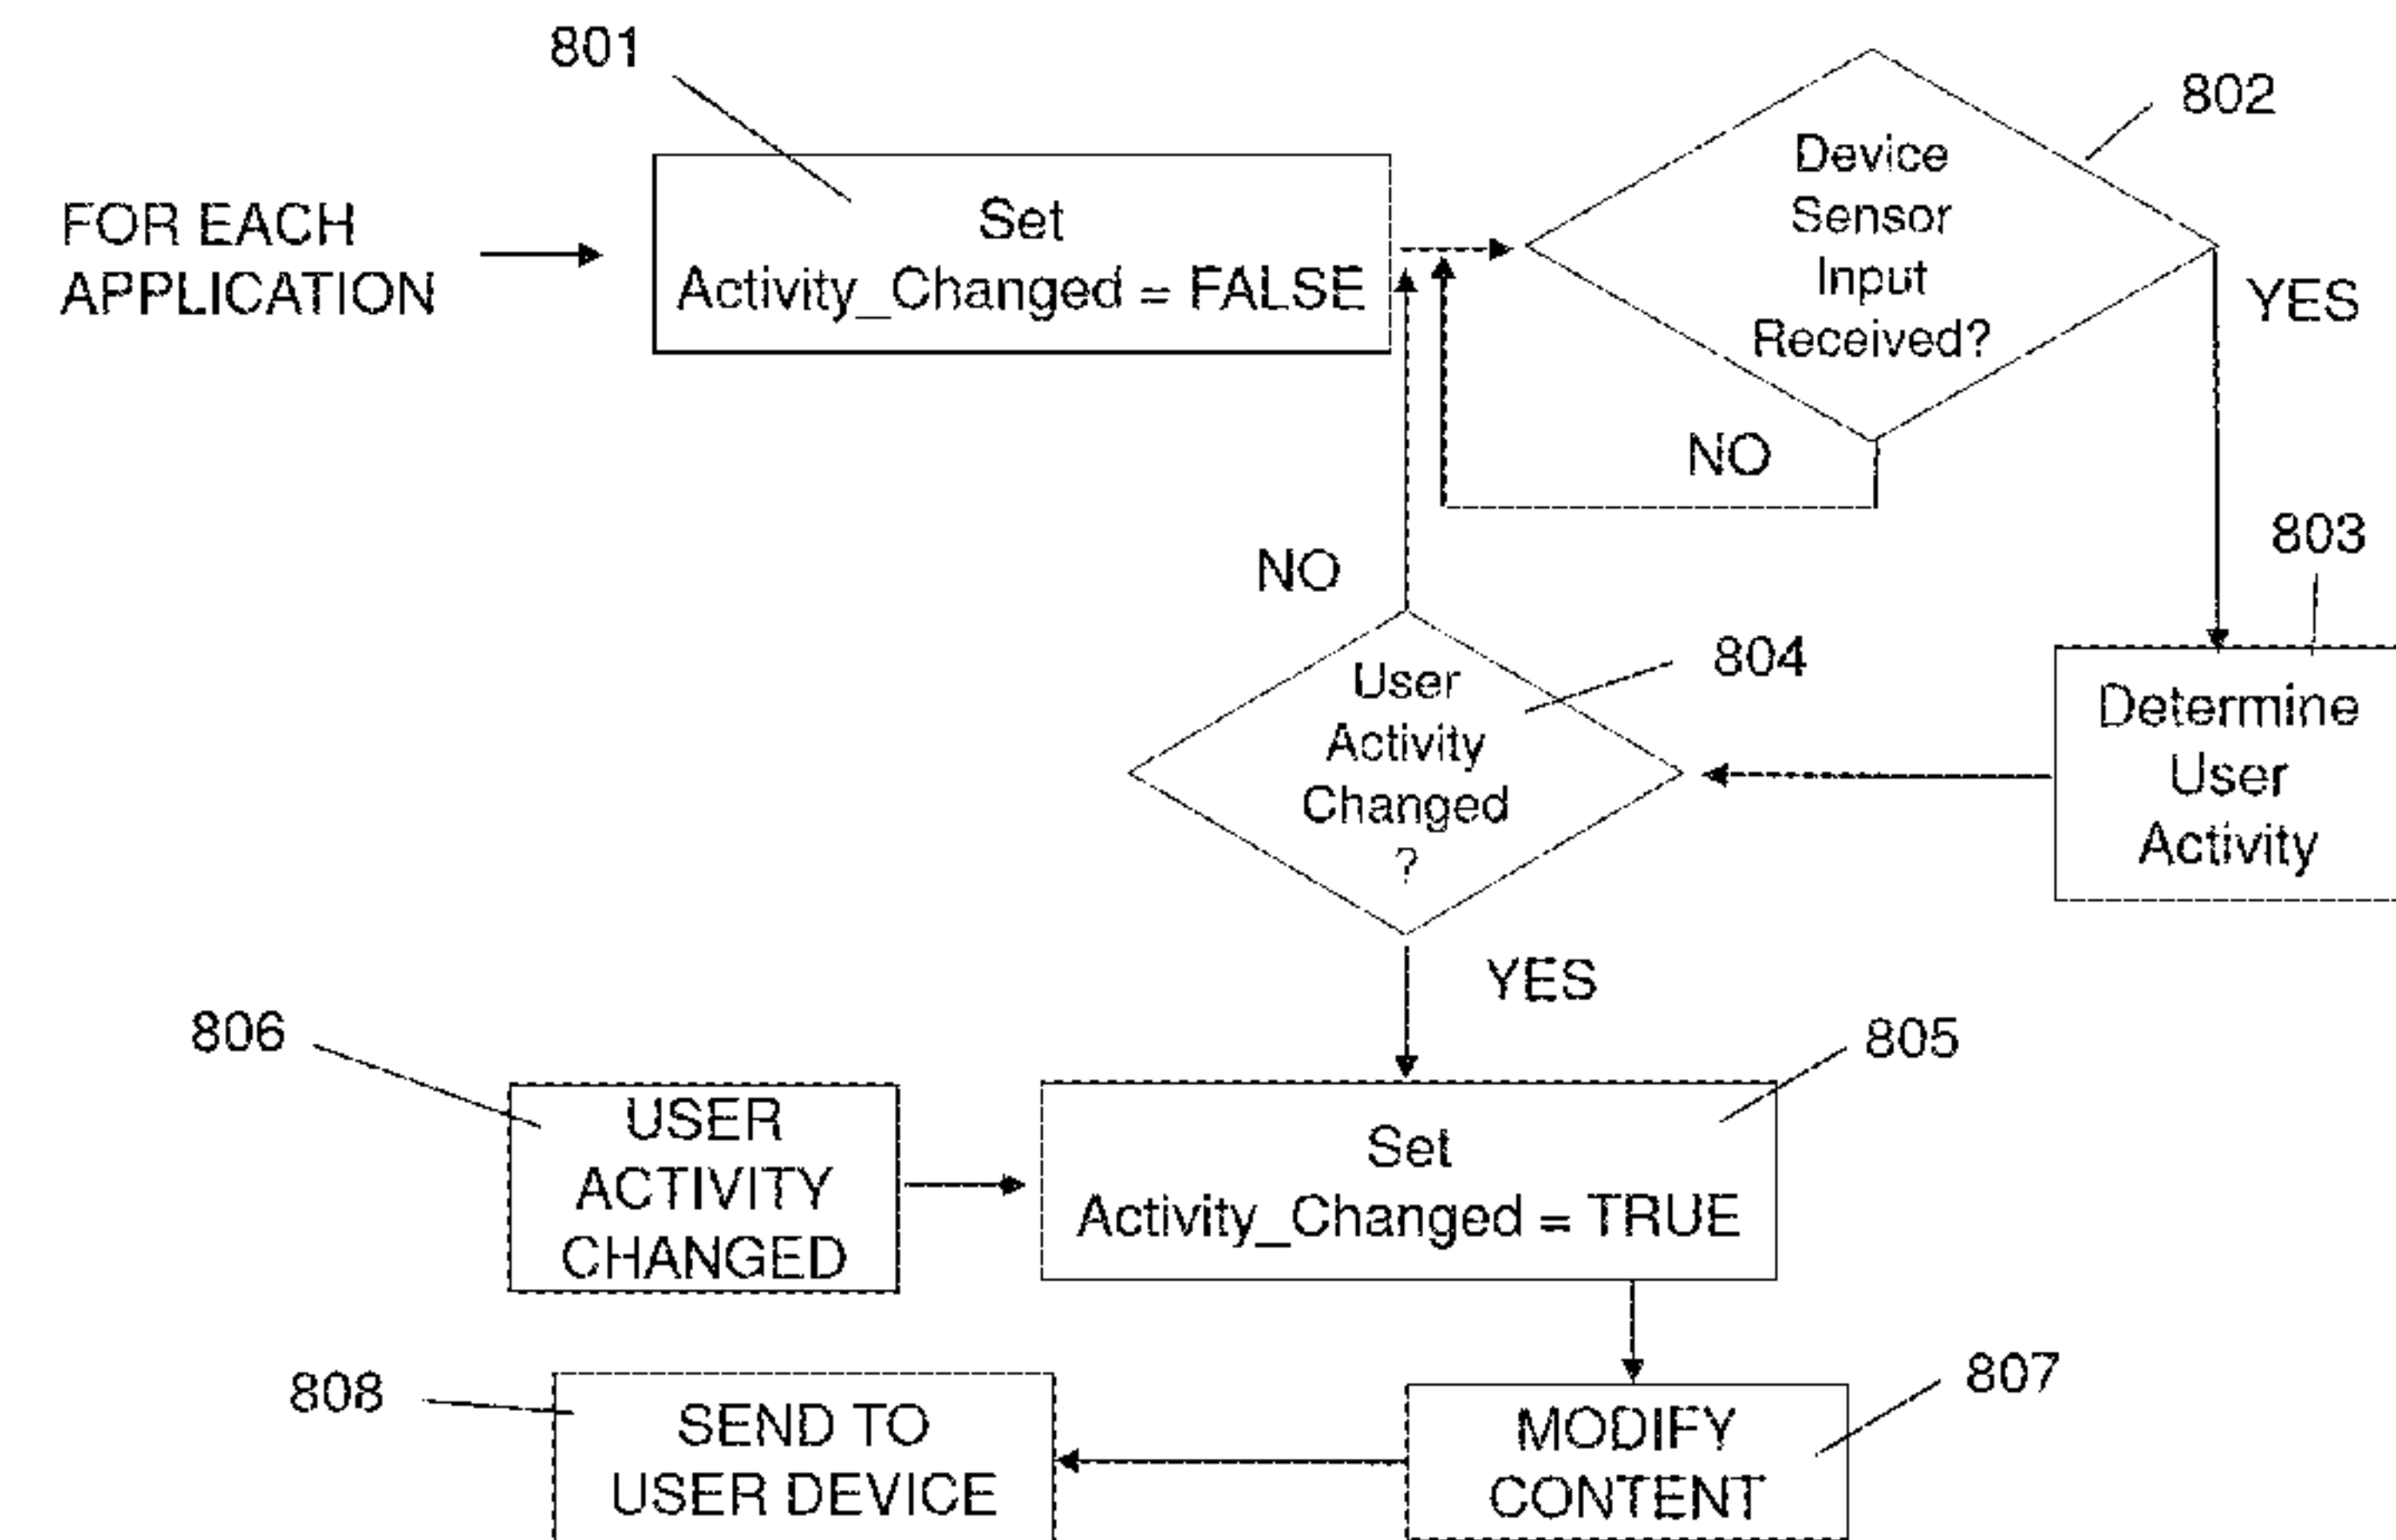 801
802
FOR EACH
APPLICATION
Set
Activity_Changed = FALSE
Device
Sensor
Input
Received?
YES
NO
803
NO
804
User
Activity
Changed
?
Determine
User
Activity
YES
806
805
USER
ACTIVITY
CHANGED
Set
Activity_Changed = TRUE
808
807
SEND TO
USER DEVICE
MODIFY
CONTENT